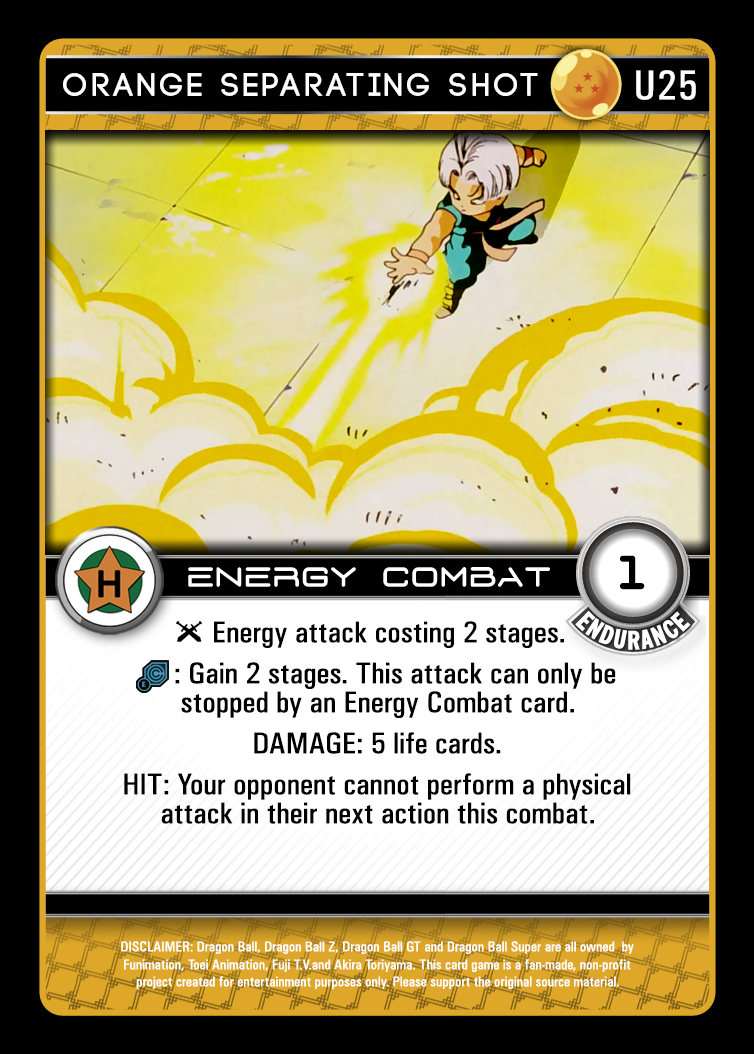 ORANGE SEPARATING SHOT
U25
H
ENERGY COMBAT
1
ENDURANCE
Energy attack costing 2 stages.
E : Gain 2 stages. This attack can only be
stopped by an Energy Combat card.
DAMAGE: 5 life cards.
HIT: Your opponent cannot perform a physical
attack in their next action this combat.
DISCLAIMER: Dragon Ball, Dragon Ball Z, Dragon Ball GT and Dragon Ball Super are all owned by
Funimation, Toei Animation, Fuji T.V.and Akira Toriyama. This card game is a fan-made, non-profit
project created for entertainment purposes only. Please support the original source material.